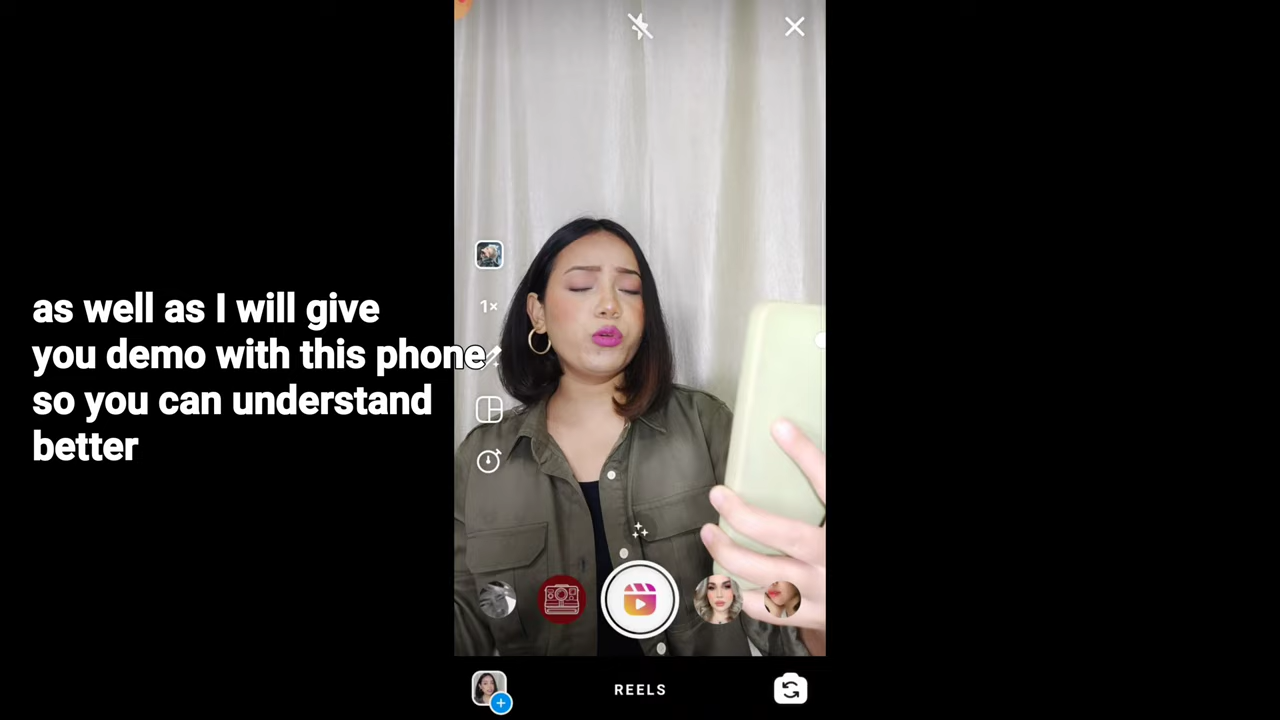 as well as I will give
you demo with this phone
so you can understand
better
1×
REELS